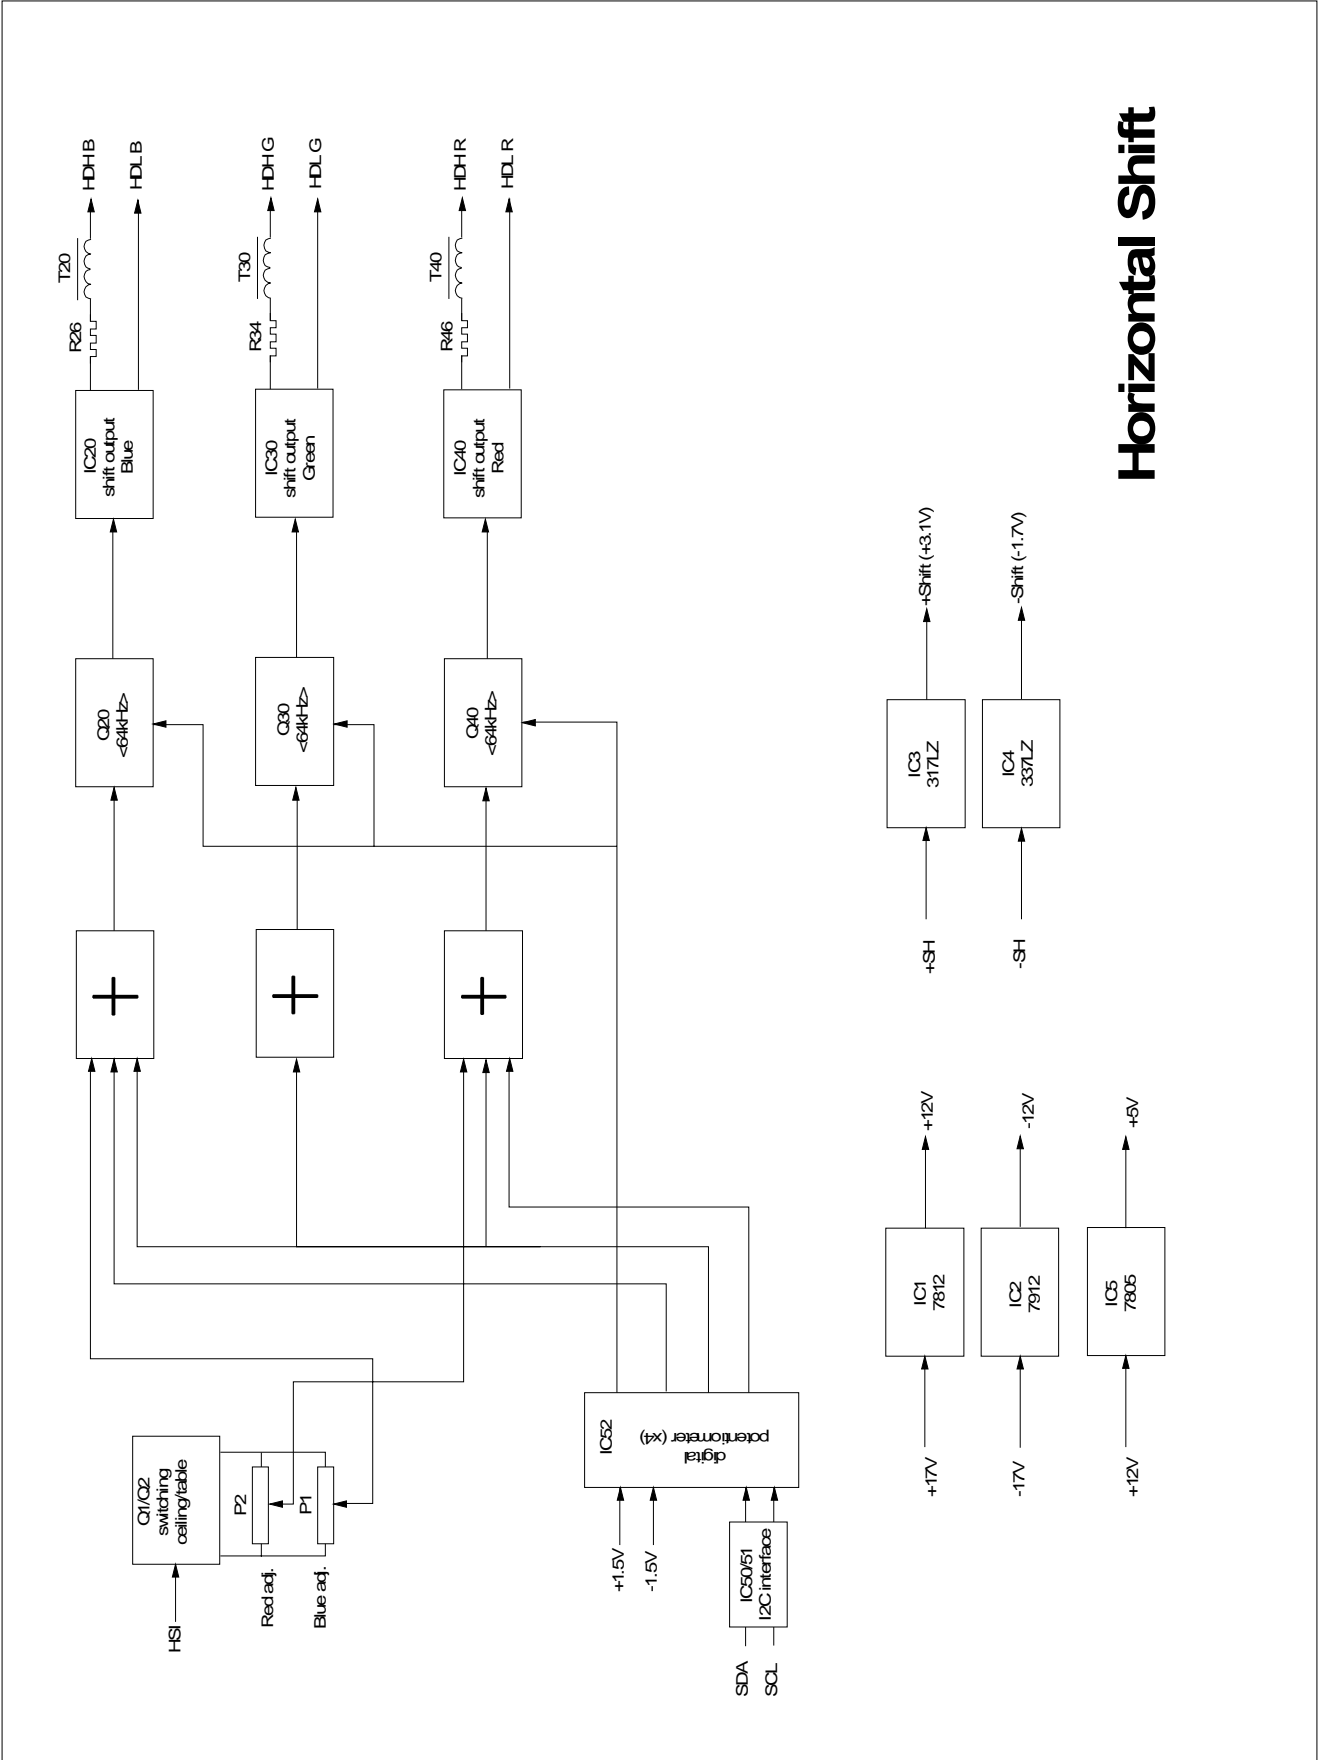 Horizontal Shift
HSI
Q1/Q2
switching
ceiling/table
P2
P1
Red adj.
Blue adj.
+
+
+
Q20
<64kHz>
Q30
<64kHz>
Q40
<64kHz>
IC20
shift output
Blue
IC30
shift output
Green
IC40
shift output
Red
R26
T20
HDH B
HDL B
R34
T30
HDH G
HDL G
R46
T40
HDH R
HDL R
+1.5V
-1.5V
SDA
SCL
IC50/51
I2C interface
IC52
digital
potentiometer (x4)
+17V
IC1
7812
+12V
-17V
IC2
7912
-12V
+12V
IC5
7805
+5V
+SH
IC3
317LZ
+Shift (+3.1V)
-SH
IC4
337LZ
-Shift (-1.7V)